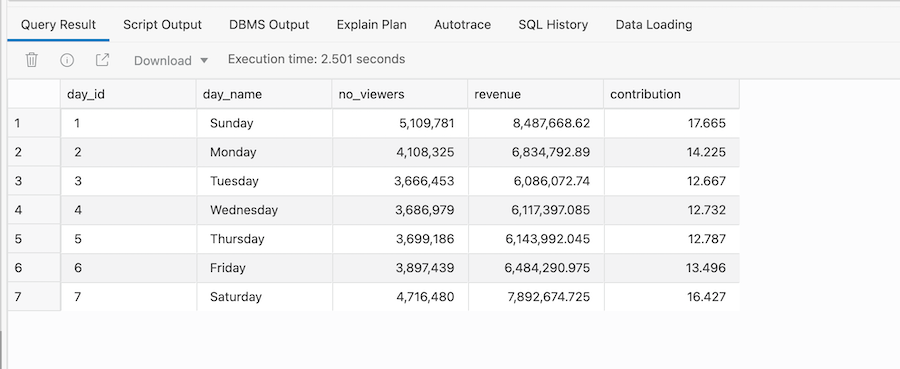 Query Result Script Output DBMS Output Explain Plan Autotrace SQL History Data Loading
Download Execution time: 2.501 seconds
day_id day_name no_viewers revenue contribution
1 1 Sunday 5,109,781 8,487,668.62 17.665
2 2 Monday 4,108,325 6,834,792.89 14.225
3 3 Tuesday 3,666,453 6,086,072.74 12.667
4 4 Wednesday 3,686,979 6,117,397.085 12.732
5 5 Thursday 3,699,186 6,143,992.045 12.787
6 6 Friday 3,897,439 6,484,290.975 13.496
7 7 Saturday 4,716,480 7,892,674.725 16.427